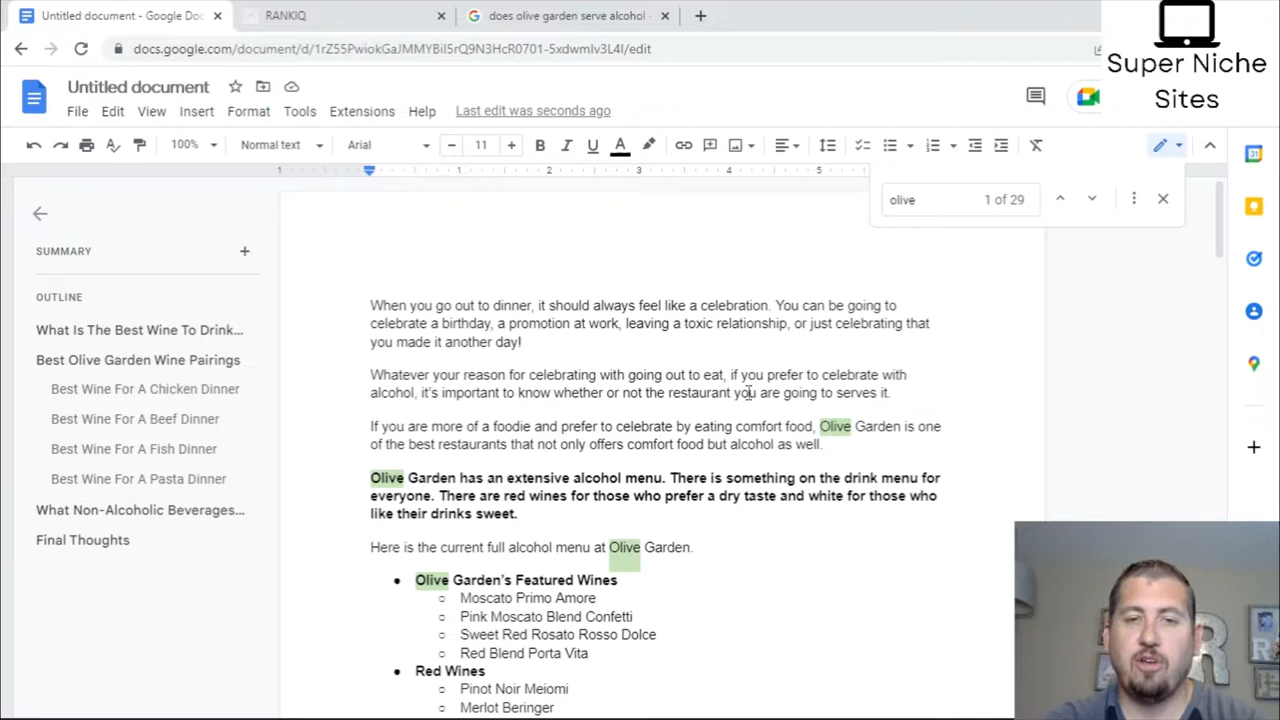 Untitled document - Google Doc
RANKIQ
does olive garden serve alcohol -
docs.google.com/document/d/1rZ55PwiokGaJMMYBil5rQ9N3HcR0701-5xdwmIv3L4I/edit
Super Niche
Sites
Untitled document
File Edit View Insert Format Tools Extensions Help Last edit was seconds ago
100% Normal text Arial 11
olive 1 of 29
1 1 2 3 4 5
SUMMARY
OUTLINE
What Is The Best Wine To Drink...
Best Olive Garden Wine Pairings
Best Wine For A Chicken Dinner
Best Wine For A Beef Dinner
Best Wine For A Fish Dinner
Best Wine For A Pasta Dinner
What Non-Alcoholic Beverages...
Final Thoughts
When you go out to dinner, it should always feel like a celebration. You can be going to
celebrate a birthday, a promotion at work, leaving a toxic relationship, or just celebrating that
you made it another day!
Whatever your reason for celebrating with going out to eat, if you prefer to celebrate with
alcohol, it's important to know whether or not the restaurant you are going to serves it.
If you are more of a foodie and prefer to celebrate by eating comfort food, Olive Garden is one
of the best restaurants that not only offers comfort food but alcohol as well.
Olive Garden has an extensive alcohol menu. There is something on the drink menu for
everyone. There are red wines for those who prefer a dry taste and white for those who
like their drinks sweet.
Here is the current full alcohol menu at Olive Garden.
● Olive Garden's Featured Wines
○ Moscato Primo Amore
○ Pink Moscato Blend Confetti
○ Sweet Red Rosato Rosso Dolce
○ Red Blend Porta Vita
● Red Wines
○ Pinot Noir Meiomi
○ Merlot Beringer
R
R